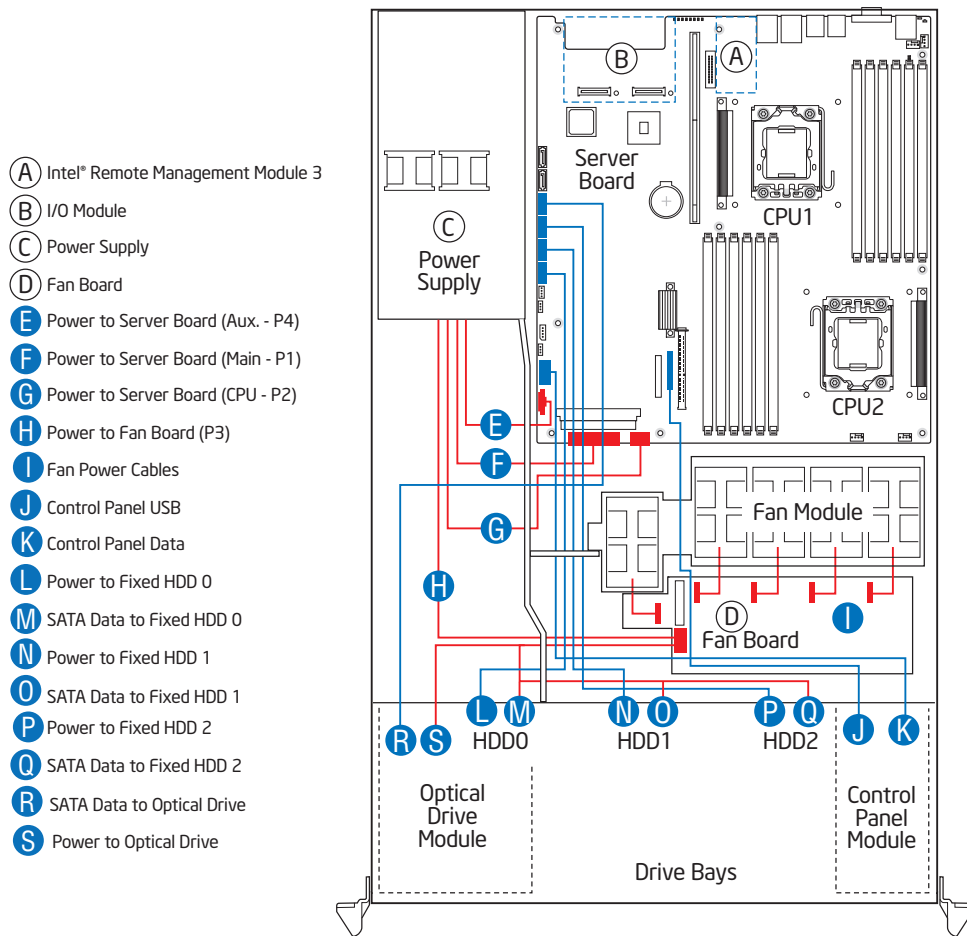 A Intel® Remote Management Module 3
B I/O Module
C Power Supply
D Fan Board
E Power to Server Board (Aux. - P4)
F Power to Server Board (Main - P1)
G Power to Server Board (CPU - P2)
H Power to Fan Board (P3)
I Fan Power Cables
J Control Panel USB
K Control Panel Data
L Power to Fixed HDD 0
M SATA Data to Fixed HDD 0
N Power to Fixed HDD 1
O SATA Data to Fixed HDD 1
P Power to Fixed HDD 2
Q SATA Data to Fixed HDD 2
R SATA Data to Optical Drive
S Power to Optical Drive
B
A
Server
Board
CPU1
C
Power
Supply
CPU2
E
F
G
Fan Module
H
D
I
Fan Board
L
M
N
O
P
Q
R
S
J
K
HDD0
HDD1
HDD2
Optical
Drive
Module
Control
Panel
Module
Drive Bays